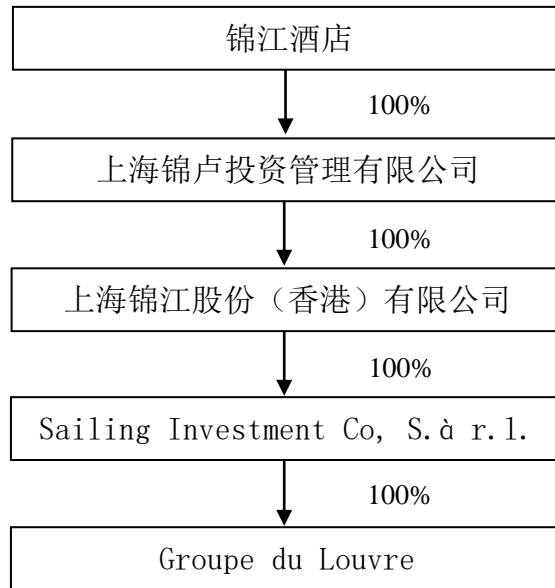 锦江酒店
100%
上海锦卢投资管理有限公司
100%
上海锦江股份（香港）有限公司
100%
Sailing Investment Co, S.à r.l.
100%
Groupe du Louvre